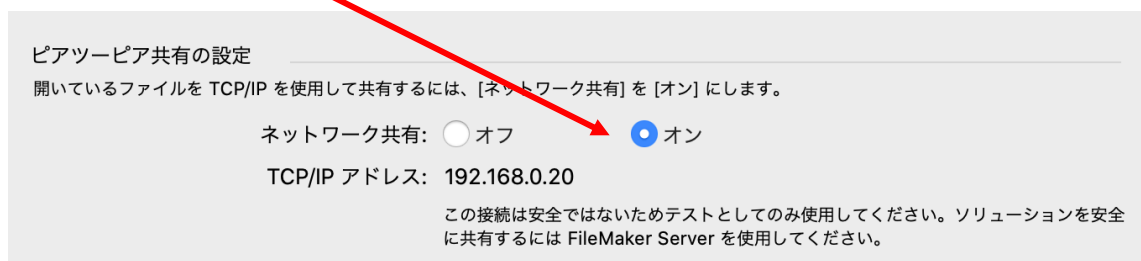 ピアツーピア共有の設定
開いているファイルを TCP/IP を使用して共有するには、[ネットワーク共有] を [オン] にします。
ネットワーク共有: オフ オン
TCP/IP アドレス: 192.168.0.20
この接続は安全ではないためテストとしてのみ使用してください。ソリューションを安全
に共有するには FileMaker Server を使用してください。